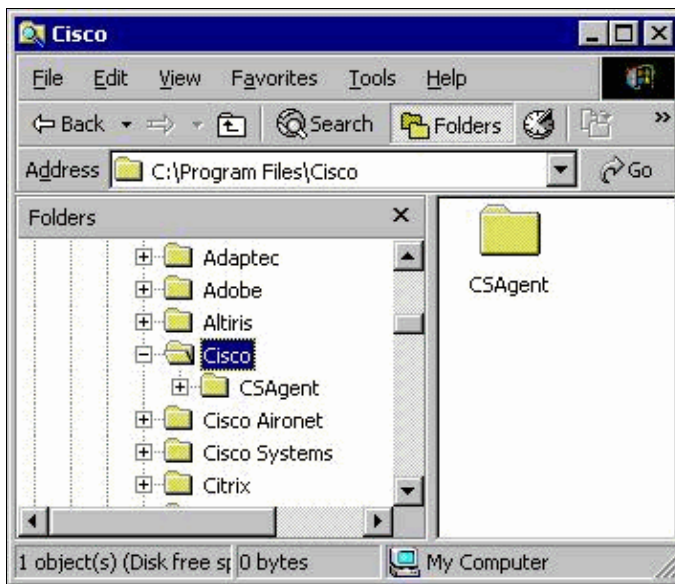 Cisco
File Edit View Favorites Tools Help
Back Search Folders »
Address C:\Program Files\Cisco Go
Folders
Adaptec
Adobe
Altiris
Cisco
CSAgent
Cisco Aironet
Cisco Systems
Citrix
CSAgent
1 object(s) (Disk free 0 bytes My Computer